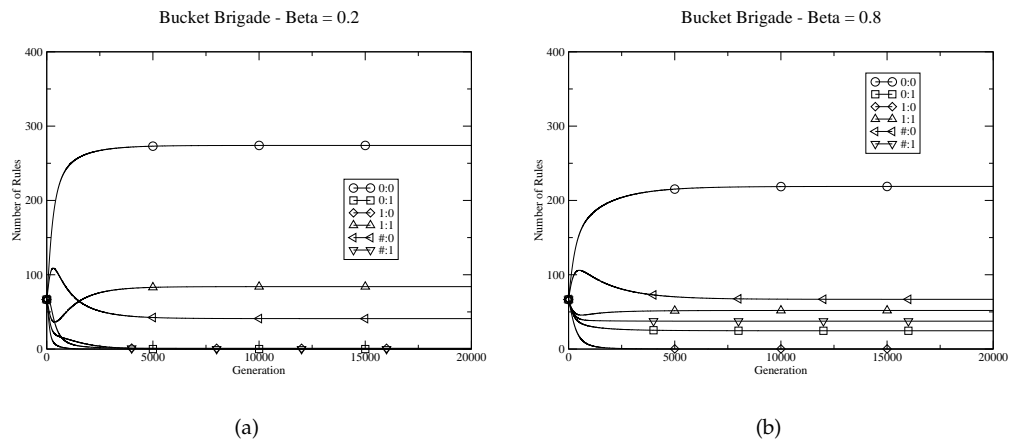 Bucket Brigade - Beta = 0.2
400
300
200
100
0
Number of Rules
0:0
0:1
1:0
1:1
#:0
#:1
0 5000 10000 15000 20000
Generation
(a)
Bucket Brigade - Beta = 0.8
400
300
200
100
0
Number of Rules
0:0
0:1
1:0
1:1
#:0
#:1
0 5000 10000 15000 20000
Generation
(b)